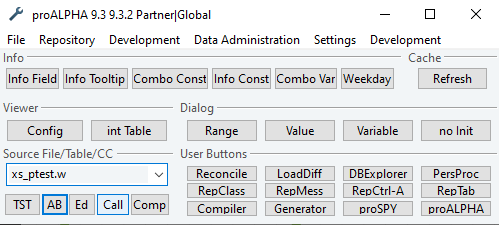 proALPHA 9.3 9.3.2 Partner|Global
File Repository Development Data Administration Settings Development
Info Cache
Info Field Info Tooltip Combo Const Info Const Combo Var Weekday Refresh
Viewer Dialog
Config int Table Range Value Variable no Init
Source File/Table/CC User Buttons
xs_ptest.w Reconcile LoadDiff DBExplorer PersProc
RepClass RepMess RepCtrl-A RepTab
TST AB Ed Call Comp Compiler Generator proSPY proALPHA